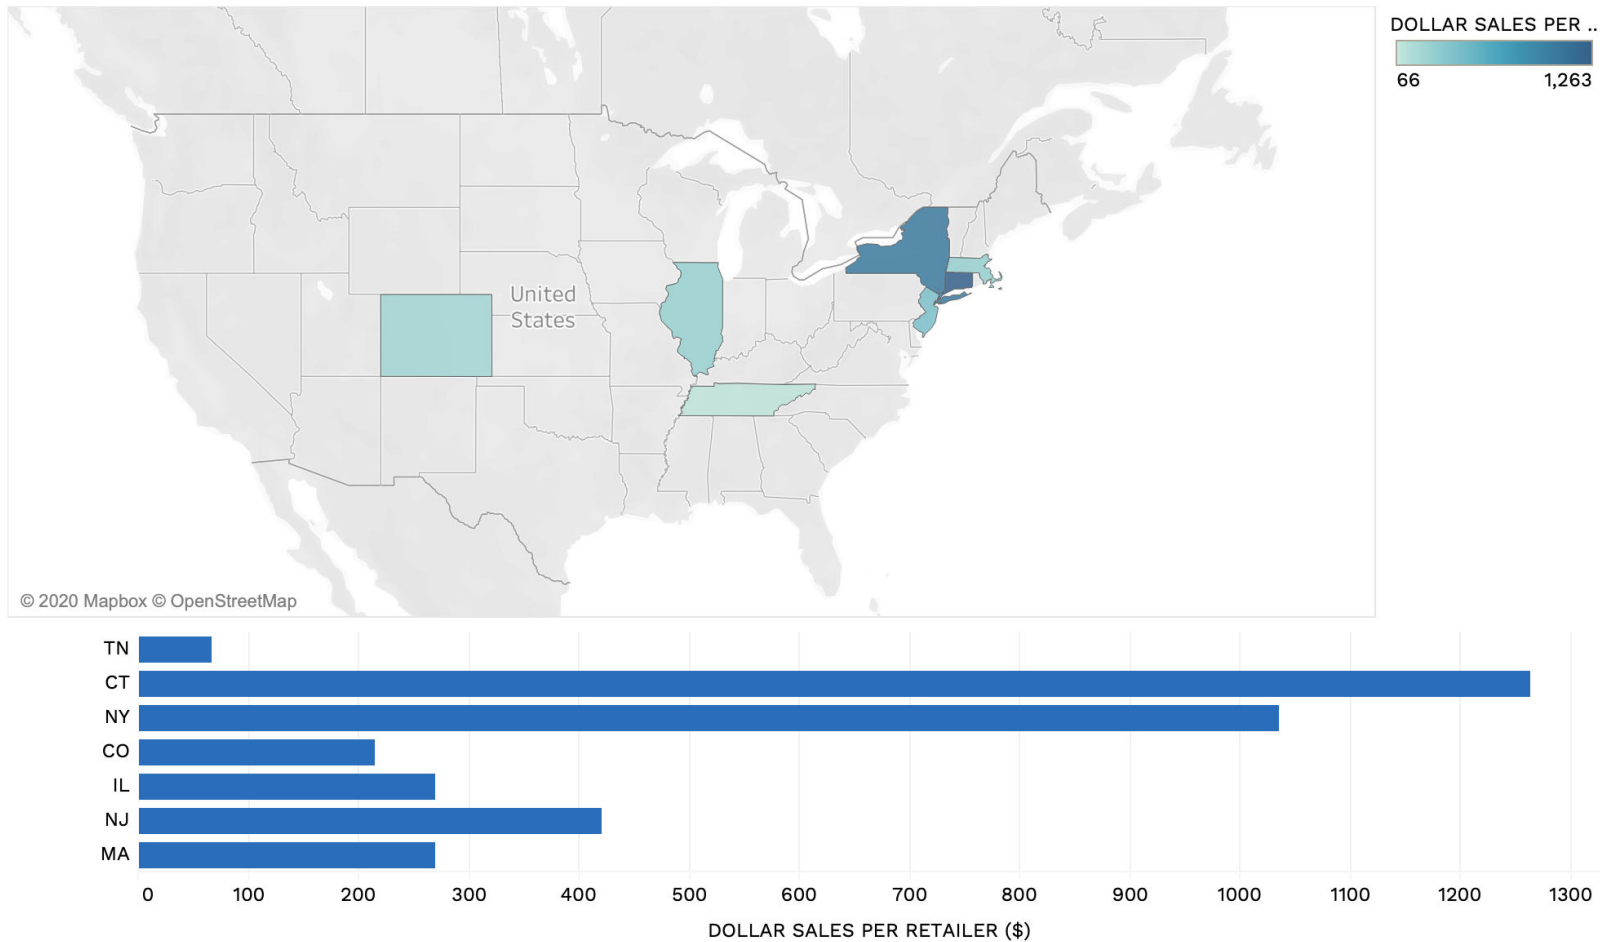 DOLLAR SALES PER ..
66 1,263
United
States
© 2020 Mapbox © OpenStreetMap
TN
CT
NY
CO
IL
NJ
MA
0 100 200 300 400 500 600 700 800 900 1000 1100 1200 1300
DOLLAR SALES PER RETAILER ($)